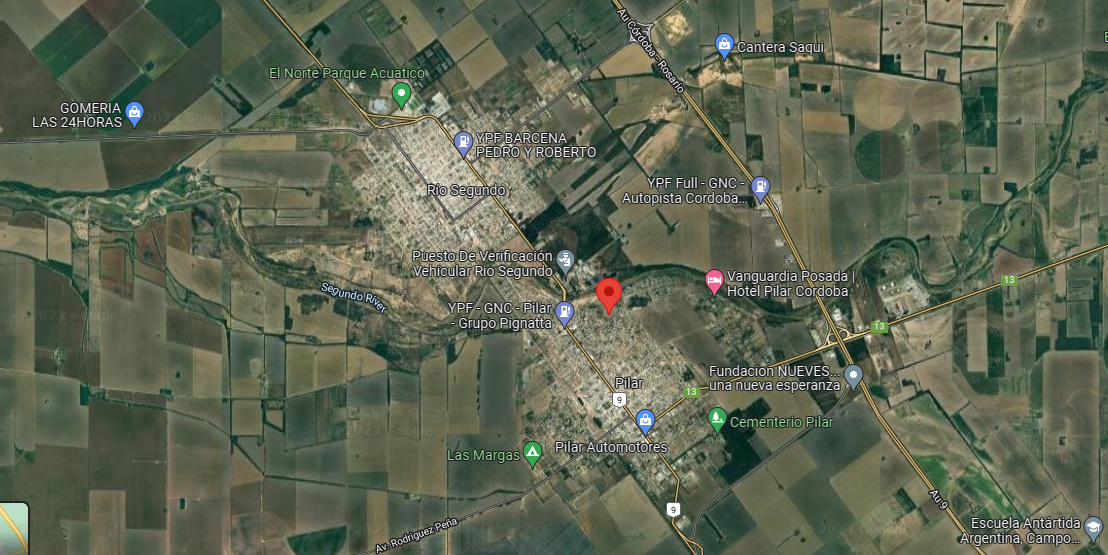 Au Córdoba - Rosario
Cantera Saqui
El Norte Parque Acuatico
GOMERIA
LAS 24HORAS
YPF BARCENA
PEDRO Y ROBERTO
Río Segundo
YPF Full - GNC -
Autopista Cordoba...
Puesto De Verificación
Vehicular Rio Segundo
Segundo River
Vanguardia Posada |
Hotel Pilar Cordoba
13
YPF - GNC - Pilar
- Grupo Pignatta
13
Fundacion NUEVES...
una nueva esperanza
Pilar
13
9
Cementerio Pilar
Pilar Automotores
Las Margas
Au 9
9
Av. Rodriguez Peña
Escuela Antártida
Argentina, Campo...